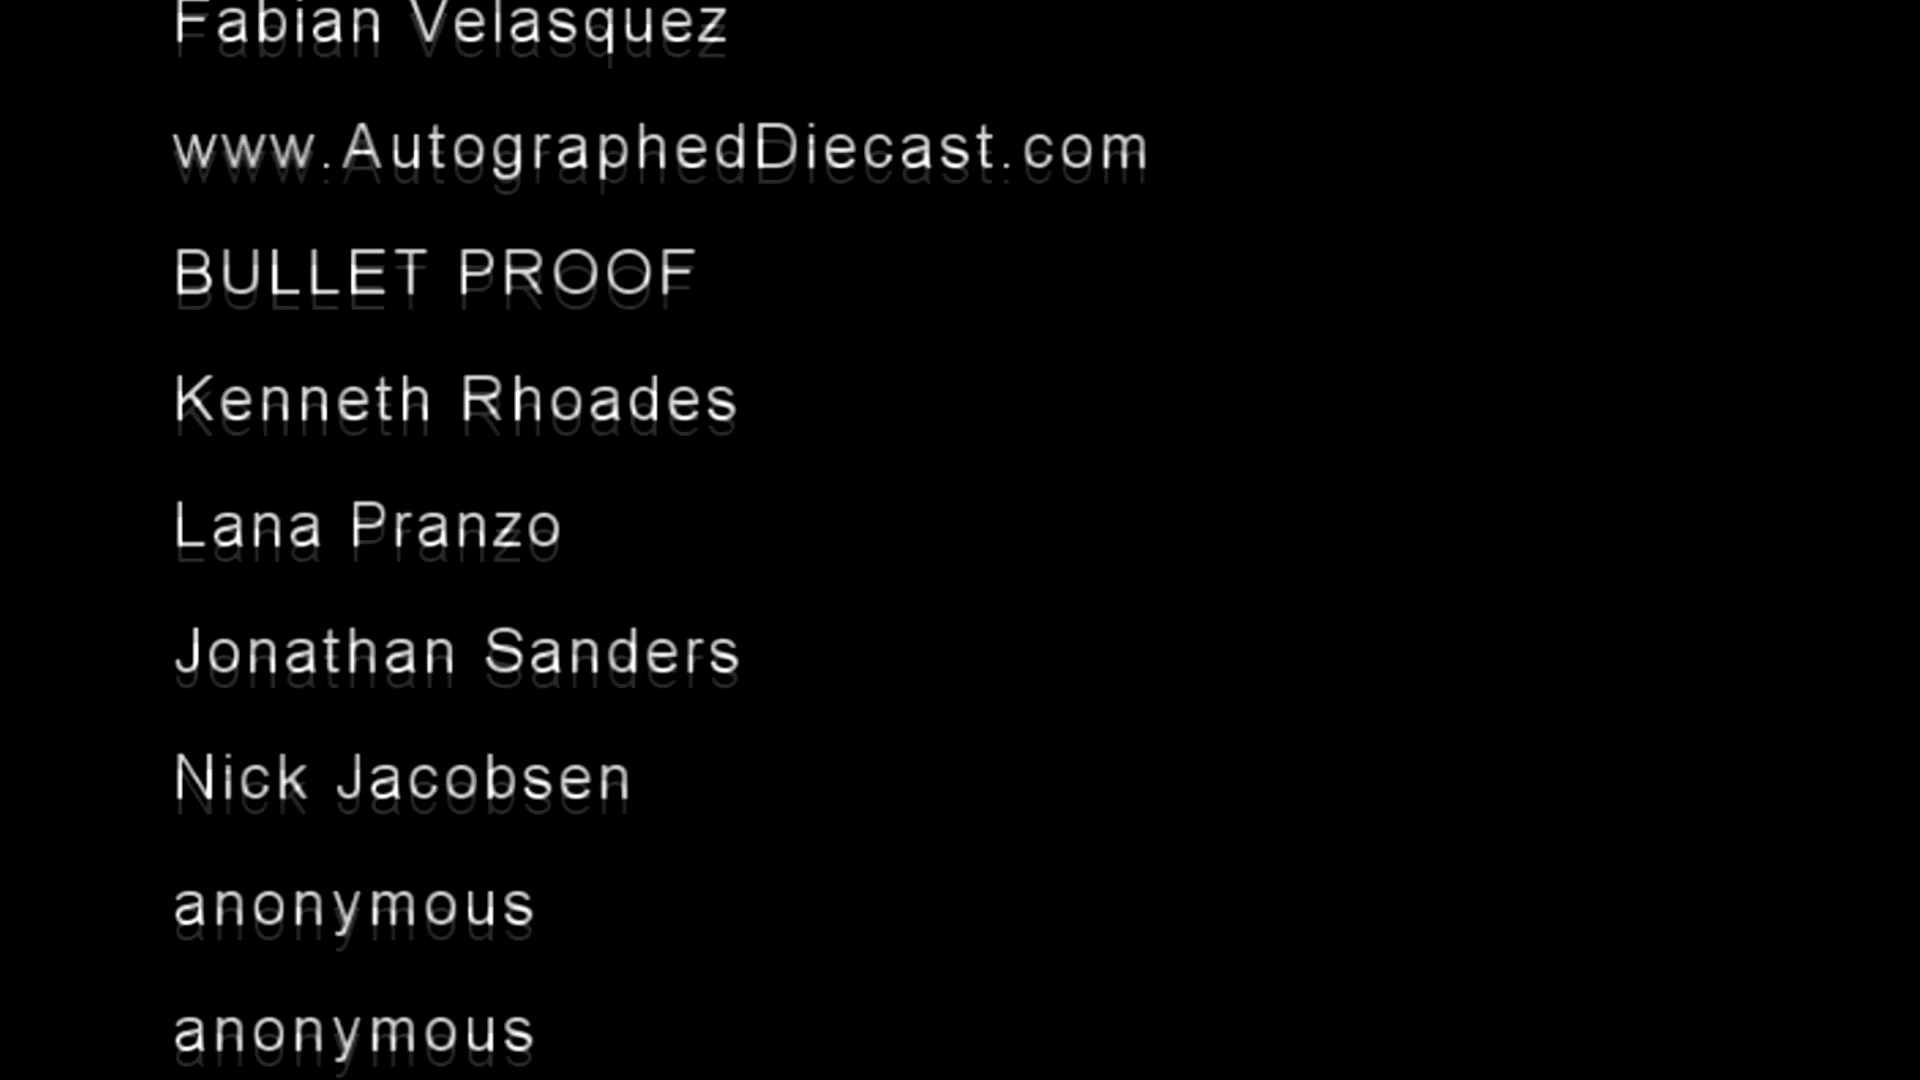 Fabian Velasquez
www.AutographedDiecast.com
BULLET PROOF
Kenneth Rhoades
Lana Pranzo
Jonathan Sanders
Nick Jacobsen
anonymous
anonymous